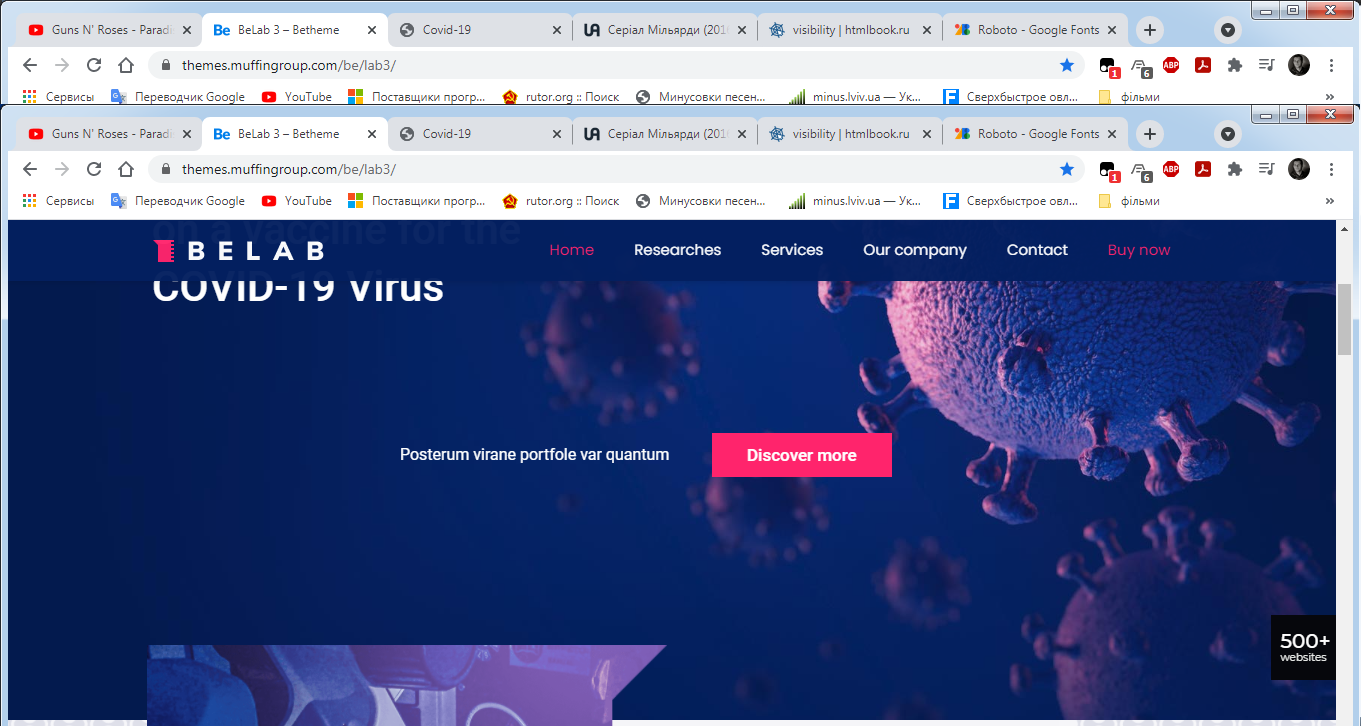 Guns N' Roses - Paradi
BeLab 3 – Betheme
Covid-19
Серіал Мільярди (201
visibility | htmlbook.ru
Roboto - Google Fonts
themes.muffingroup.com/be/lab3/
1
6
ABP
Сервисы
Переводчик Google
YouTube
Поставщики прогр...
rutor.org :: Поиск
Минусовки песен...
minus.lviv.ua — Ук...
Сверхбыстрое овл...
фільми
»
Guns N' Roses - Paradi
BeLab 3 – Betheme
Covid-19
Серіал Мільярди (201
visibility | htmlbook.ru
Roboto - Google Fonts
themes.muffingroup.com/be/lab3/
1
6
ABP
Сервисы
Переводчик Google
YouTube
Поставщики прогр...
rutor.org :: Поиск
Минусовки песен...
minus.lviv.ua — Ук...
Сверхбыстрое овл...
фільми
»
on a vaccine for the
BELAB
Home
Researches
Services
Our company
Contact
Buy now
COVID-19 Virus
Posterum virane portfole var quantum
Discover more
500+
websites